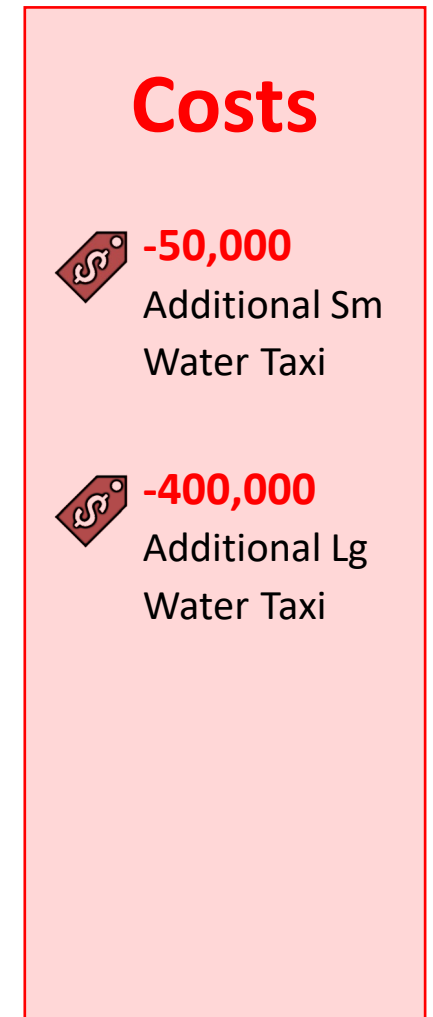 Costs
-50,000
Additional Sm
Water Taxi
-400,000
Additional Lg
Water Taxi